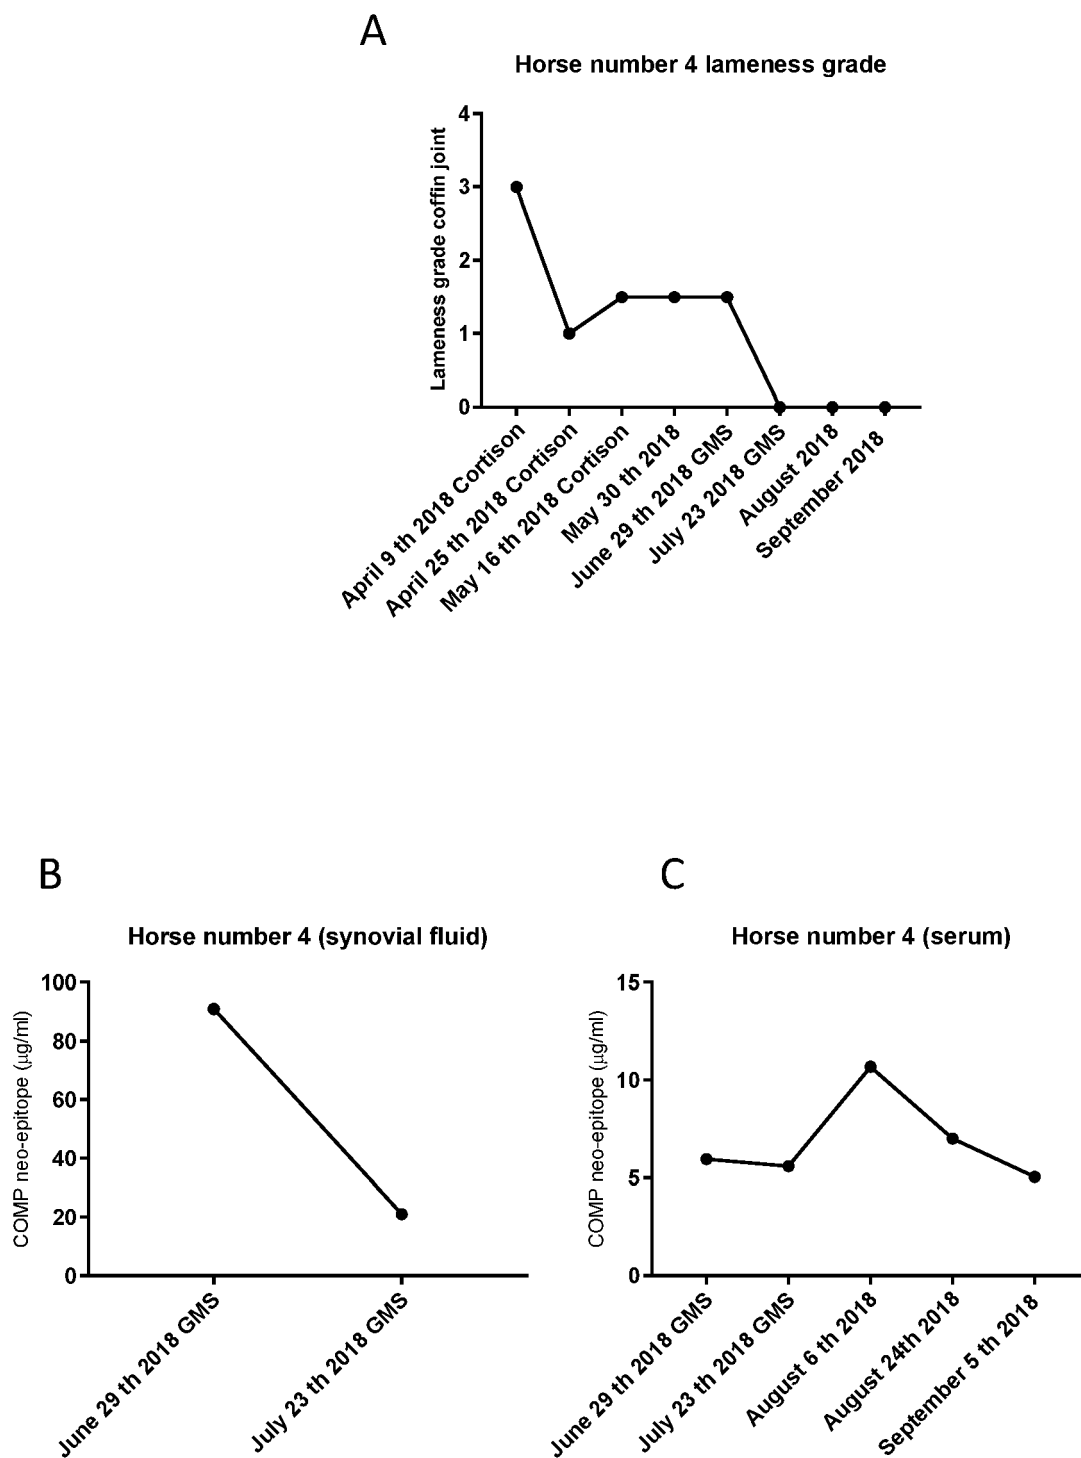 A
Horse number 4 lameness grade
Lameness grade coffin joint
4
3
2
1
0
April 9 th 2018 Cortison
April 25 th 2018 Cortison
May 16 th 2018 Cortison
May 30 th 2018
June 29 th 2018 GMS
July 23 2018 GMS
August 2018
September 2018
B
Horse number 4 (synovial fluid)
COMP neo-epitope (µg/ml)
100
80
60
40
20
0
June 29 th 2018 GMS
July 23 th 2018 GMS
C
Horse number 4 (serum)
COMP neo-epitope (µg/ml)
15
10
5
0
June 29 th 2018 GMS
July 23 th 2018 GMS
August 6 th 2018
August 24th 2018
September 5 th 2018